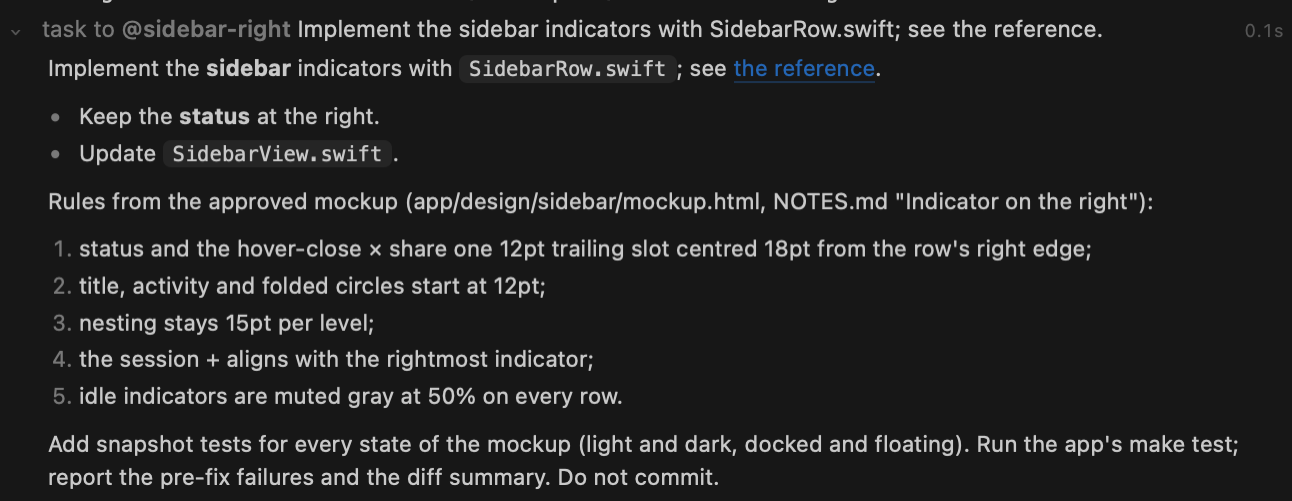 task to @sidebar-right Implement the sidebar indicators with SidebarRow.swift; see the reference. 0.1s
Implement the sidebar indicators with SidebarRow.swift; see the reference.
• Keep the status at the right.
• Update SidebarView.swift.
Rules from the approved mockup (app/design/sidebar/mockup.html, NOTES.md "Indicator on the right"):
1. status and the hover-close × share one 12pt trailing slot centred 18pt from the row's right edge;
2. title, activity and folded circles start at 12pt;
3. nesting stays 15pt per level;
4. the session + aligns with the rightmost indicator;
5. idle indicators are muted gray at 50% on every row.
Add snapshot tests for every state of the mockup (light and dark, docked and floating). Run the app's make test;
report the pre-fix failures and the diff summary. Do not commit.